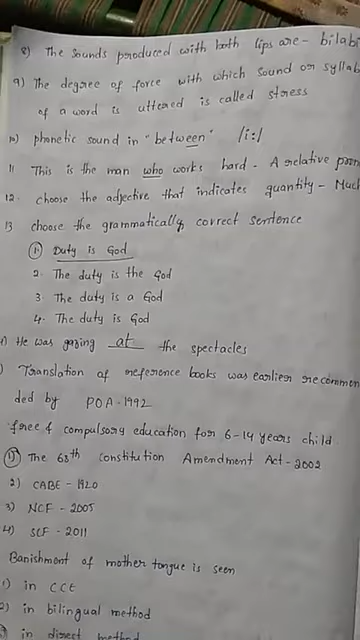 8) The sounds produced with both lips are - bilabi
9) The degree of force with which sound or syllab
of a word is uttered is called stress
10) phonetic sound in "between" /i:/
11 This is the man who works hard - A relative pron
12. choose the adjective that indicates quantity - Much
13 choose the grammatically correct sentence
1. Duty is God
2. The duty is the God
3. The duty is a God
4. The duty is God
He was gazing at the spectacles
) Translation of reference books was earlier recommen
ded by POA-1992
free & compulsory education for 6-14 years child.
1) The 63th constitution Amendment Act - 2002
2) CABE - 1920
3) NCF - 2005
4) SCF - 2011
Banishment of mother tongue is seen
1) in CCE
2) in bilingual method
in direct method